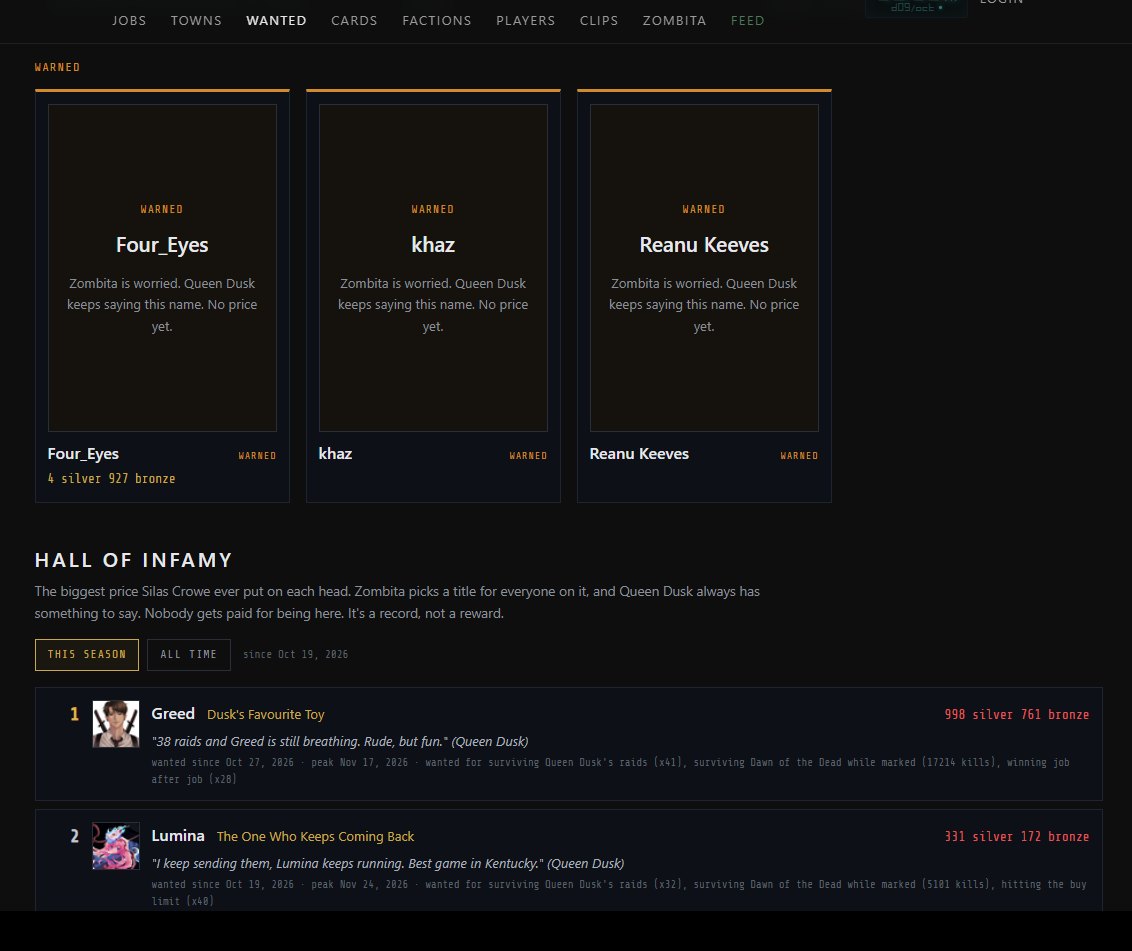 JOBS TOWNS WANTED CARDS FACTIONS PLAYERS CLIPS ZOMBITA FEED
WARNED
WARNED
Four_Eyes
Zombita is worried. Queen Dusk
keeps saying this name. No price
yet.
Four_Eyes WARNED
4 silver 927 bronze
WARNED
khaz
Zombita is worried. Queen Dusk
keeps saying this name. No price
yet.
khaz WARNED
WARNED
Reanu Keeves
Zombita is worried. Queen Dusk
keeps saying this name. No price
yet.
Reanu Keeves WARNED
HALL OF INFAMY
The biggest price Silas Crowe ever put on each head. Zombita picks a title for everyone on it, and Queen Dusk always has
something to say. Nobody gets paid for being here. It's a record, not a reward.
THIS SEASON ALL TIME since Oct 19, 2026
1 Greed Dusk's Favourite Toy 998 silver 761 bronze
"38 raids and Greed is still breathing. Rude, but fun." (Queen Dusk)
wanted since Oct 27, 2026 · peak Nov 17, 2026 · wanted for surviving Queen Dusk's raids (x41), surviving Dawn of the Dead while marked (17214 kills), winning job
after job (x28)
2 Lumina The One Who Keeps Coming Back 331 silver 172 bronze
"I keep sending them, Lumina keeps running. Best game in Kentucky." (Queen Dusk)
wanted since Oct 19, 2026 · peak Nov 24, 2026 · wanted for surviving Queen Dusk's raids (x32), surviving Dawn of the Dead while marked (5101 kills), hitting the buy
limit (x40)